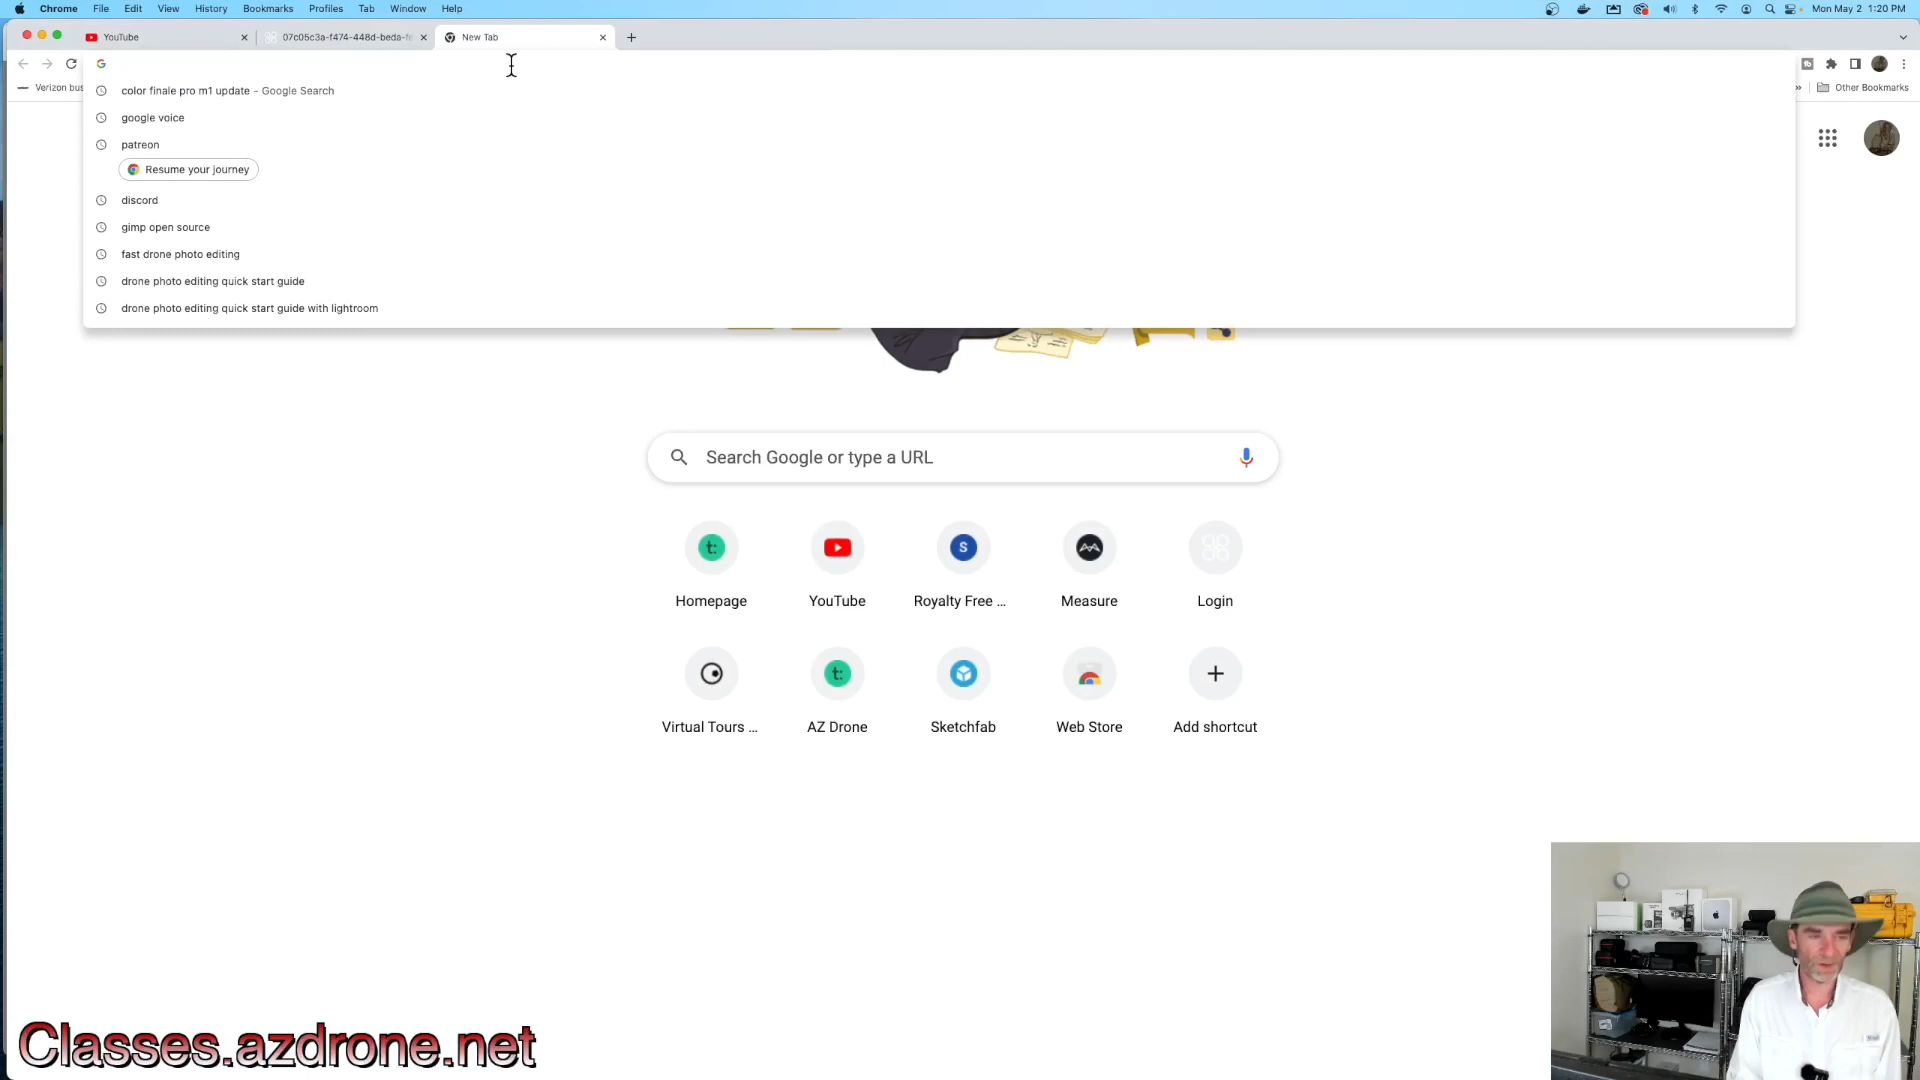 Chrome File Edit View History Bookmarks Profiles Tab Window Help Mon May 2 1:20 PM
YouTube 07c05c3a-f474-448d-beda-fe New Tab
Verizon bus Other Bookmarks
color finale pro m1 update - Google Search
google voice
patreon
Resume your journey
discord
gimp open source
fast drone photo editing
drone photo editing quick start guide
drone photo editing quick start guide with lightroom
Search Google or type a URL
Homepage YouTube Royalty Free ... Measure Login
Virtual Tours ... AZ Drone Sketchfab Web Store Add shortcut
Classes.azdrone.net